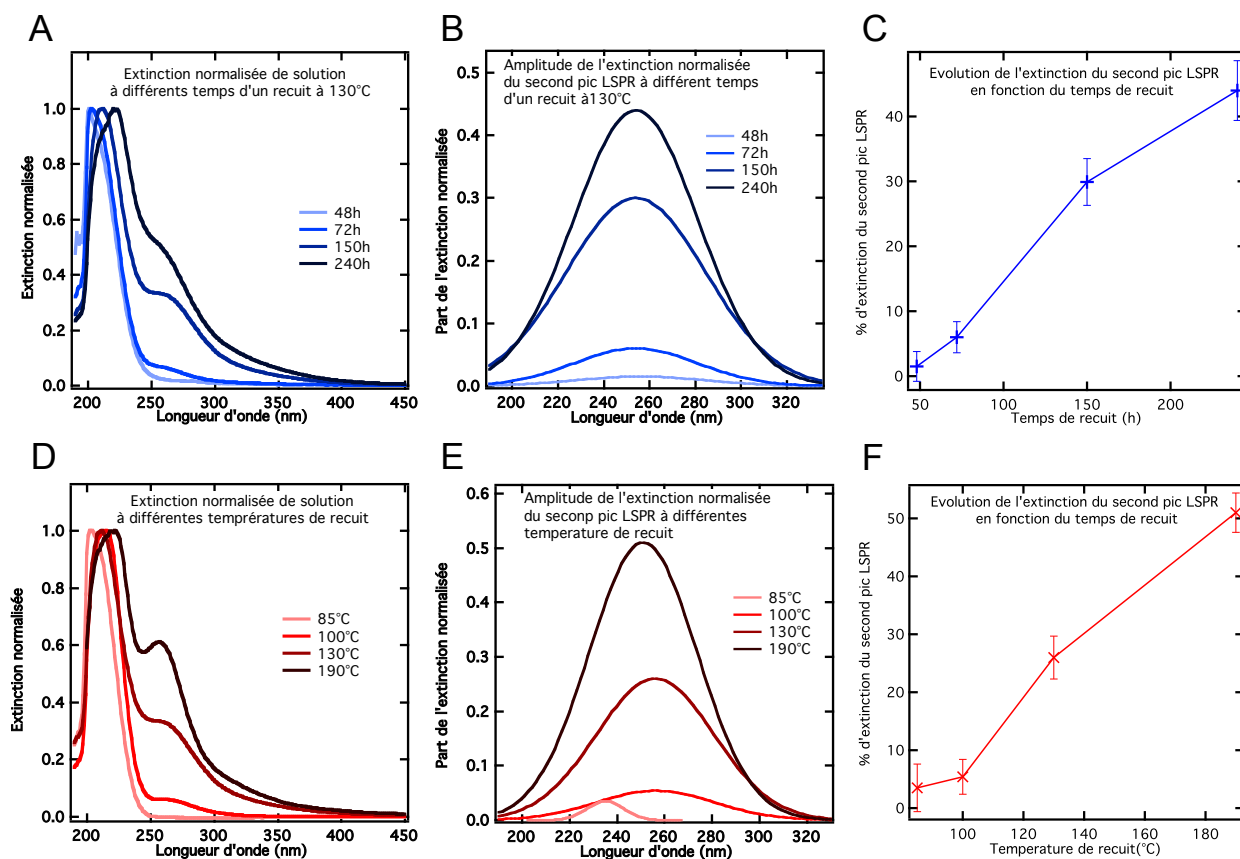 A
Extinction normalisée de solution
à différents temps d'un recuit à 130°C
1.0
0.8
0.6
0.4
0.2
0.0
Extinction normalisée
48h
72h
150h
240h
200
250
300
350
400
450
Longueur d'onde (nm)
B
Amplitude de l'extinction normalisée
du second pic LSPR à différent temps
d'un recuit à130°C
0.5
0.4
0.3
0.2
0.1
0.0
Part de l'extinction normalisée
48h
72h
150h
240h
200
220
240
260
280
300
320
Longueur d'onde (nm)
C
Evolution de l'extinction du second pic LSPR
en fonction du temps de recuit
40
30
20
10
0
% d'extinction du second pic LSPR
50
100
150
200
Temps de recuit (h)
D
Extinction normalisée de solution
à différentes temprératures de recuit
1.0
0.8
0.6
0.4
0.2
0.0
Extinction normalisée
85°C
100°C
130°C
190°C
200
250
300
350
400
450
Longueur d'onde (nm)
E
Amplitude de l'extinction normalisée
du seconp pic LSPR à différentes
temperature de recuit
0.6
0.5
0.4
0.3
0.2
0.1
0.0
Part de l'extinction normalisée
85°C
100°C
130°C
190°C
200
220
240
260
280
300
320
Longueur d'onde (nm)
F
Evolution de l'extinction du second pic LSPR
en fonction du temps de recuit
50
40
30
20
10
0
% d'extinction du second pic LSPR
100
120
140
160
180
Temperature de recuit(°C)